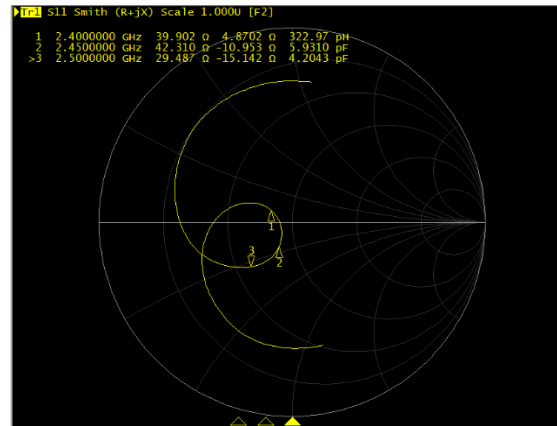 ▶Tr1 S11 Smith (R+jX) Scale 1.000U [F2]
1 2.4000000 GHz 39.902 Ω 4.8702 Ω 322.97 pH
2 2.4500000 GHz 42.310 Ω -10.953 Ω 5.9310 pF
>3 2.5000000 GHz 29.487 Ω -15.142 Ω 4.2043 pF
1
3
2